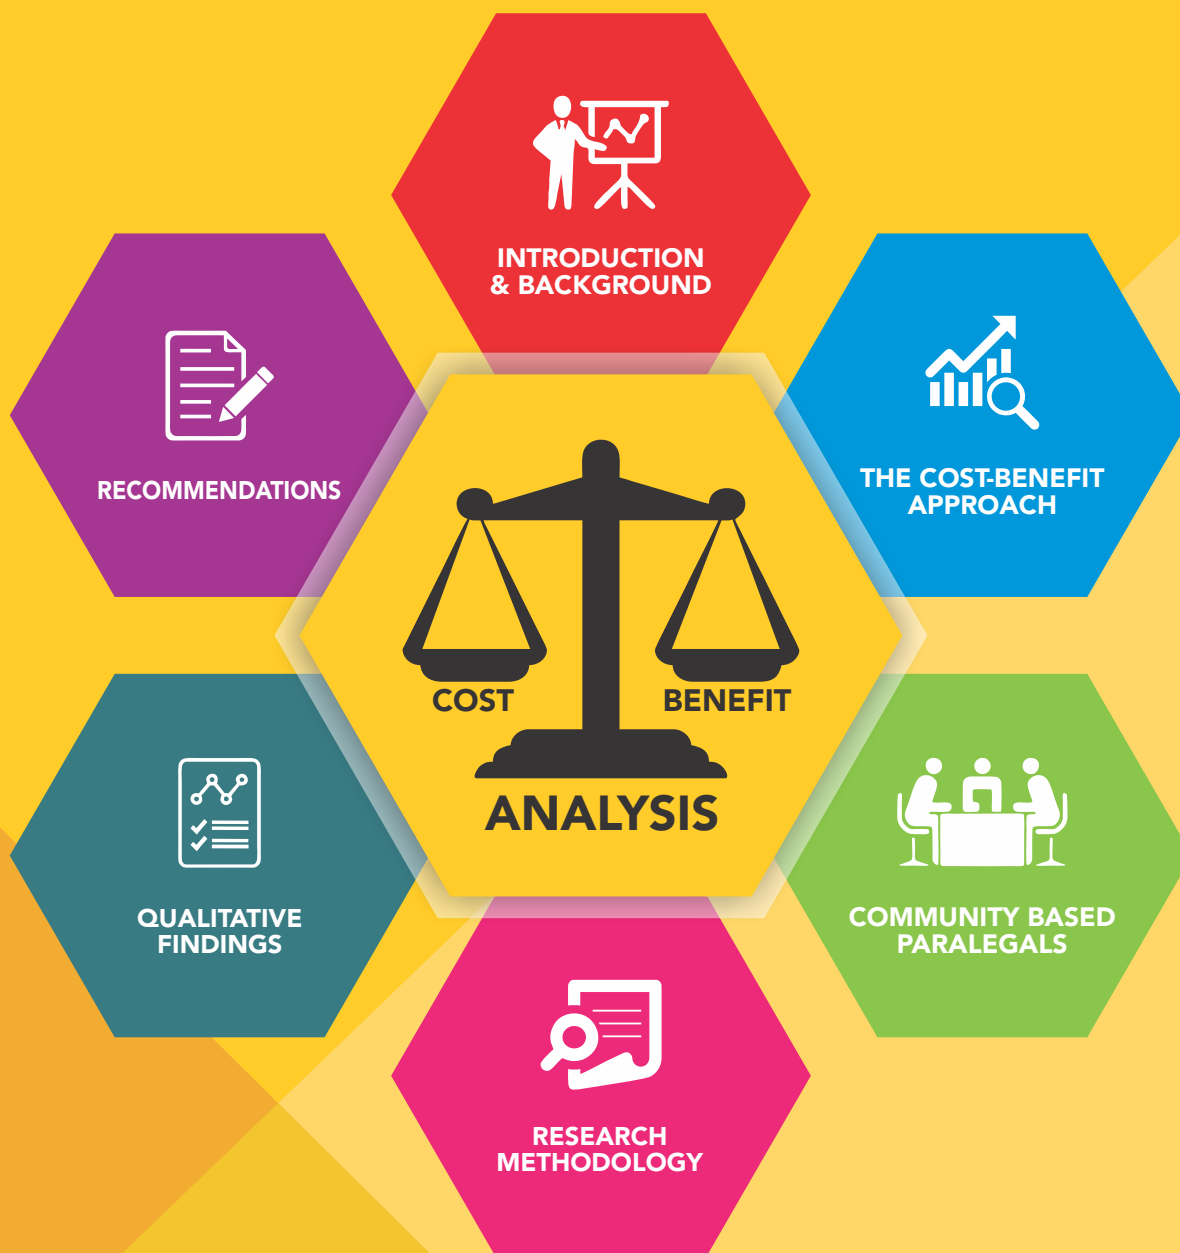 INTRODUCTION
& BACKGROUND
THE COST-BENEFIT
APPROACH
RECOMMENDATIONS
COST
BENEFIT
ANALYSIS
QUALITATIVE
FINDINGS
COMMUNITY BASED
PARALEGALS
RESEARCH
METHODOLOGY